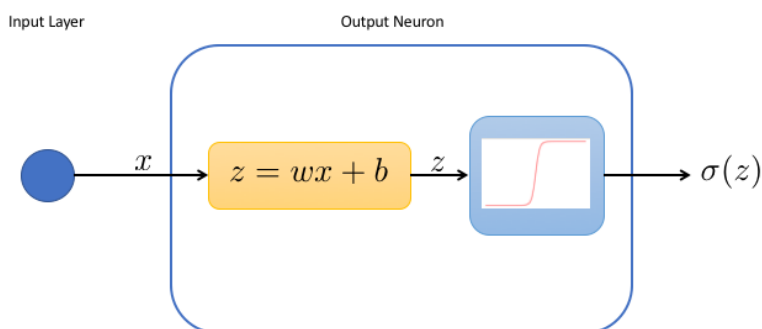 Input Layer
Output Neuron
x
z = wx + b
z
σ(z)